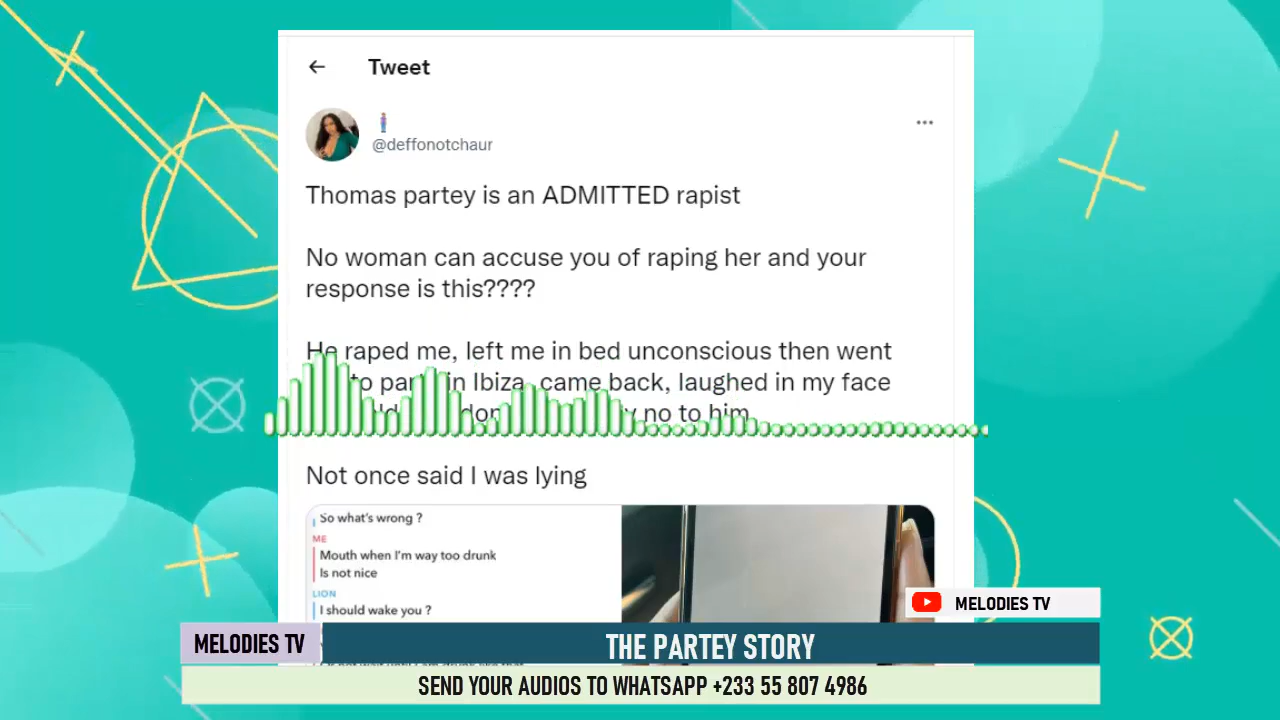 Tweet
@deffonotchaur
Thomas partey is an ADMITTED rapist
No woman can accuse you of raping her and your
response is this????
He raped me, left me in bed unconscious then went
to in Ibiza, came back, laughed in my face
no to him
Not once said I was lying
So what's wrong ?
ME
Mouth when I'm way too drunk
Is not nice
LION
I should wake you ?
MELODIES TV
MELODIES TV
THE PARTEY STORY
SEND YOUR AUDIOS TO WHATSAPP +233 55 807 4986